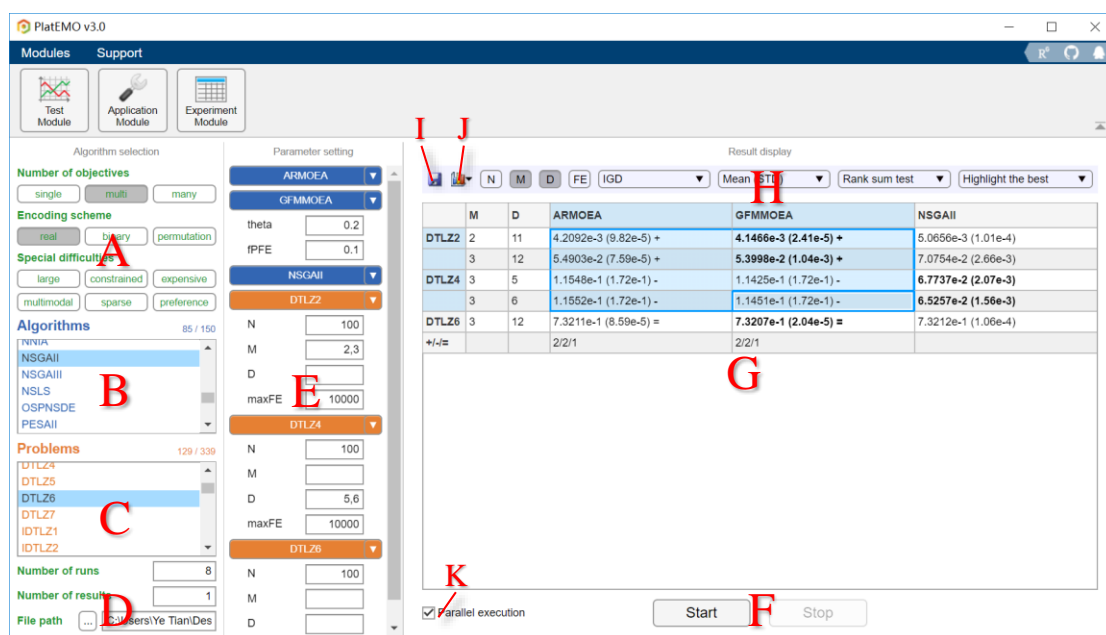 PlatEMO v3.0
Modules Support
Test Module
Application Module
Experiment Module
I J
Algorithm selection
Number of objectives
single multi many
Encoding scheme
real binary permutation
A
Special difficulties
large constrained expensive
multimodal sparse preference
Algorithms 85 / 150
NNIA
NSGAII
NSGAIII
NSLS
OSPNSDE
PESAII
B
Problems 129 / 339
DTLZ4
DTLZ5
DTLZ6
DTLZ7
IDTLZ1
IDTLZ2
C
Number of runs 8
Number of results 1
File path ... C:\Users\Ye Tian\Des
D
Parameter setting
ARMOEA
GFMMOEA
theta 0.2
fPFE 0.1
NSGAII
DTLZ2
N 100
M 2,3
D
maxFE 10000
E
DTLZ4
N 100
M
D 5,6
maxFE 10000
DTLZ6
N 100
M
D
Result display
N M D FE IGD Mean (STD) Rank sum test Highlight the best
H
M D ARMOEA GFMMOEA NSGAII
DTLZ2 2 11 4.2092e-3 (9.82e-5) + 4.1466e-3 (2.41e-5) + 5.0656e-3 (1.01e-4)
3 12 5.4903e-2 (7.59e-5) + 5.3998e-2 (1.04e-3) + 7.0754e-2 (2.66e-3)
DTLZ4 3 5 1.1548e-1 (1.72e-1) - 1.1425e-1 (1.72e-1) - 6.7737e-2 (2.07e-3)
3 6 1.1552e-1 (1.72e-1) - 1.1451e-1 (1.72e-1) - 6.5257e-2 (1.56e-3)
DTLZ6 3 12 7.3211e-1 (8.59e-5) = 7.3207e-1 (2.04e-5) = 7.3212e-1 (1.06e-4)
+/-/= 2/2/1 2/2/1
G
K
Parallel execution Start F Stop